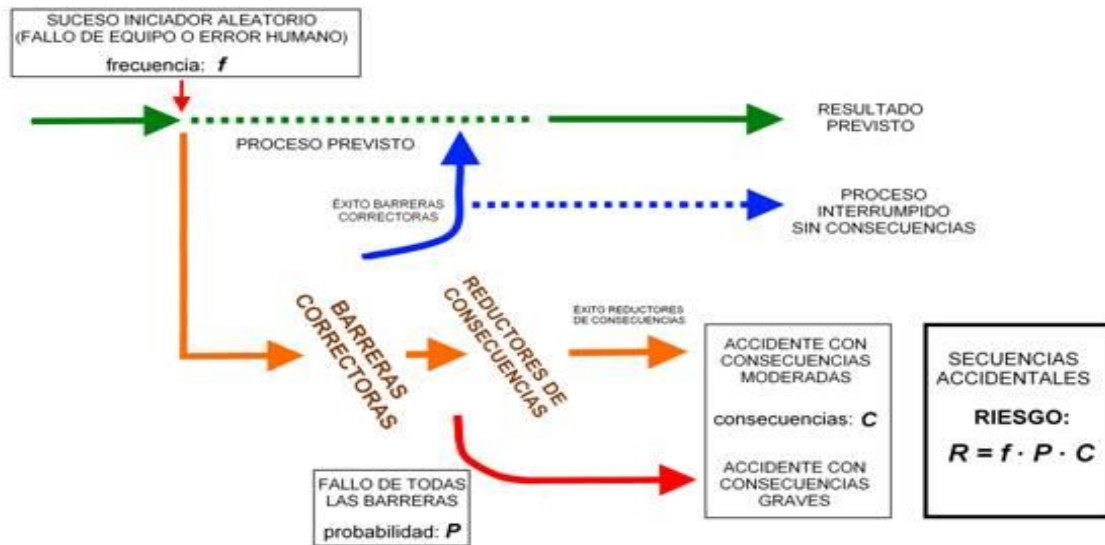 SUCESO INICIADOR ALEATORIO
(FALLO DE EQUIPO O ERROR HUMANO)
frecuencia: f
PROCESO PREVISTO
RESULTADO
PREVISTO
ÉXITO BARRERAS
CORRECTORAS
PROCESO
INTERRUMPIDO
SIN CONSECUENCIAS
BARRERAS
CORRECTORAS
REDUCTORES DE
CONSECUENCIAS
ÉXITO REDUCTORES
DE CONSECUENCIAS
ACCIDENTE CON
CONSECUENCIAS
MODERADAS
consecuencias: C
ACCIDENTE CON
CONSECUENCIAS
GRAVES
FALLO DE TODAS
LAS BARRERAS
probabilidad: P
SECUENCIAS
ACCIDENTALES
RIESGO:
R = f · P · C